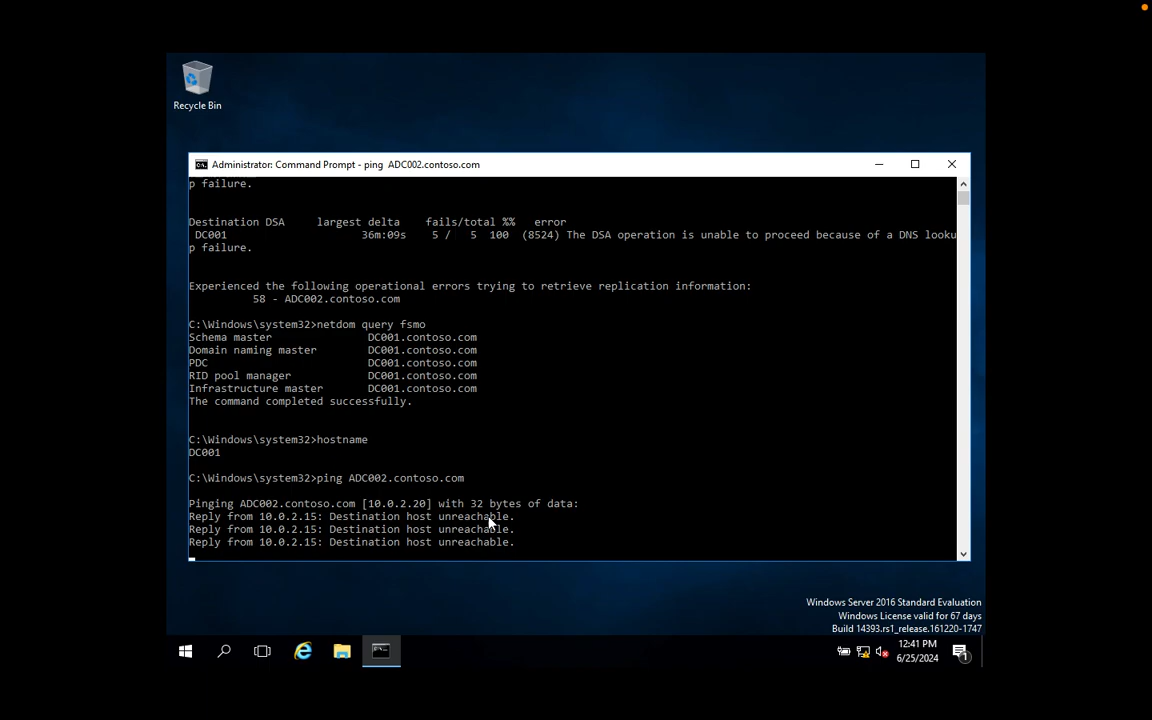 Recycle Bin
Administrator: Command Prompt - ping  ADC002.contoso.com
p failure.
Destination DSA     largest delta    fails/total %%   error
DC001                     36m:09s    5 /   5  100  (8524) The DSA operation is unable to proceed because of a DNS looku
p failure.
Experienced the following operational errors trying to retrieve replication information:
58 - ADC002.contoso.com
C:\Windows\system32>netdom query fsmo
Schema master               DC001.contoso.com
Domain naming master        DC001.contoso.com
PDC                         DC001.contoso.com
RID pool manager            DC001.contoso.com
Infrastructure master       DC001.contoso.com
The command completed successfully.
C:\Windows\system32>hostname
DC001
C:\Windows\system32>ping ADC002.contoso.com
Pinging ADC002.contoso.com [10.0.2.20] with 32 bytes of data:
Reply from 10.0.2.15: Destination host unreachable.
Reply from 10.0.2.15: Destination host unreachable.
Reply from 10.0.2.15: Destination host unreachable.
Windows Server 2016 Standard Evaluation
Windows License valid for 67 days
Build 14393.rs1_release.161220-1747
12:41 PM
6/25/2024
1